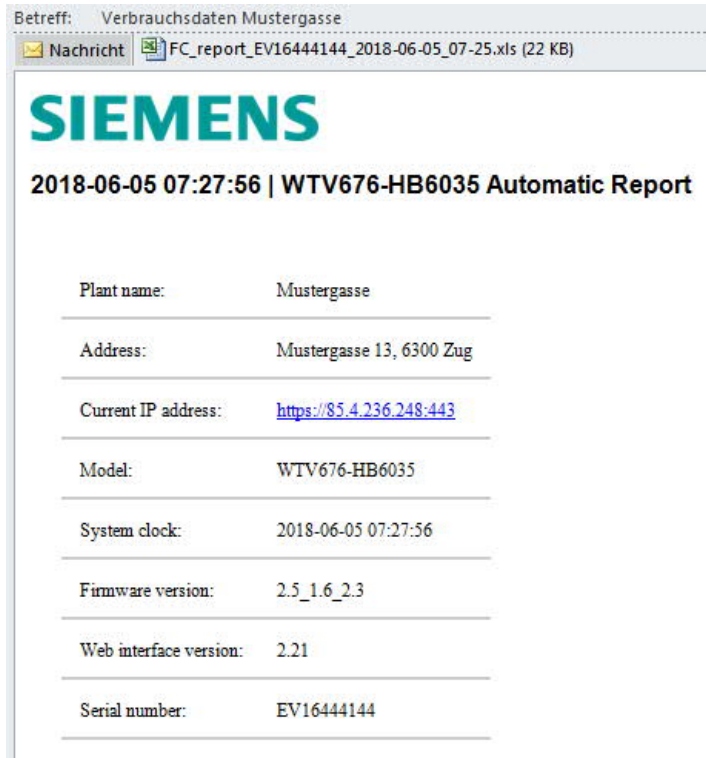 Betreff: Verbrauchsdaten Mustergasse
Nachricht FC_report_EV16444144_2018-06-05_07-25.xls (22 KB)
SIEMENS
2018-06-05 07:27:56 | WTV676-HB6035 Automatic Report
Plant name: Mustergasse
Address: Mustergasse 13, 6300 Zug
Current IP address: https://85.4.236.248:443
Model: WTV676-HB6035
System clock: 2018-06-05 07:27:56
Firmware version: 2.5_1.6_2.3
Web interface version: 2.21
Serial number: EV16444144